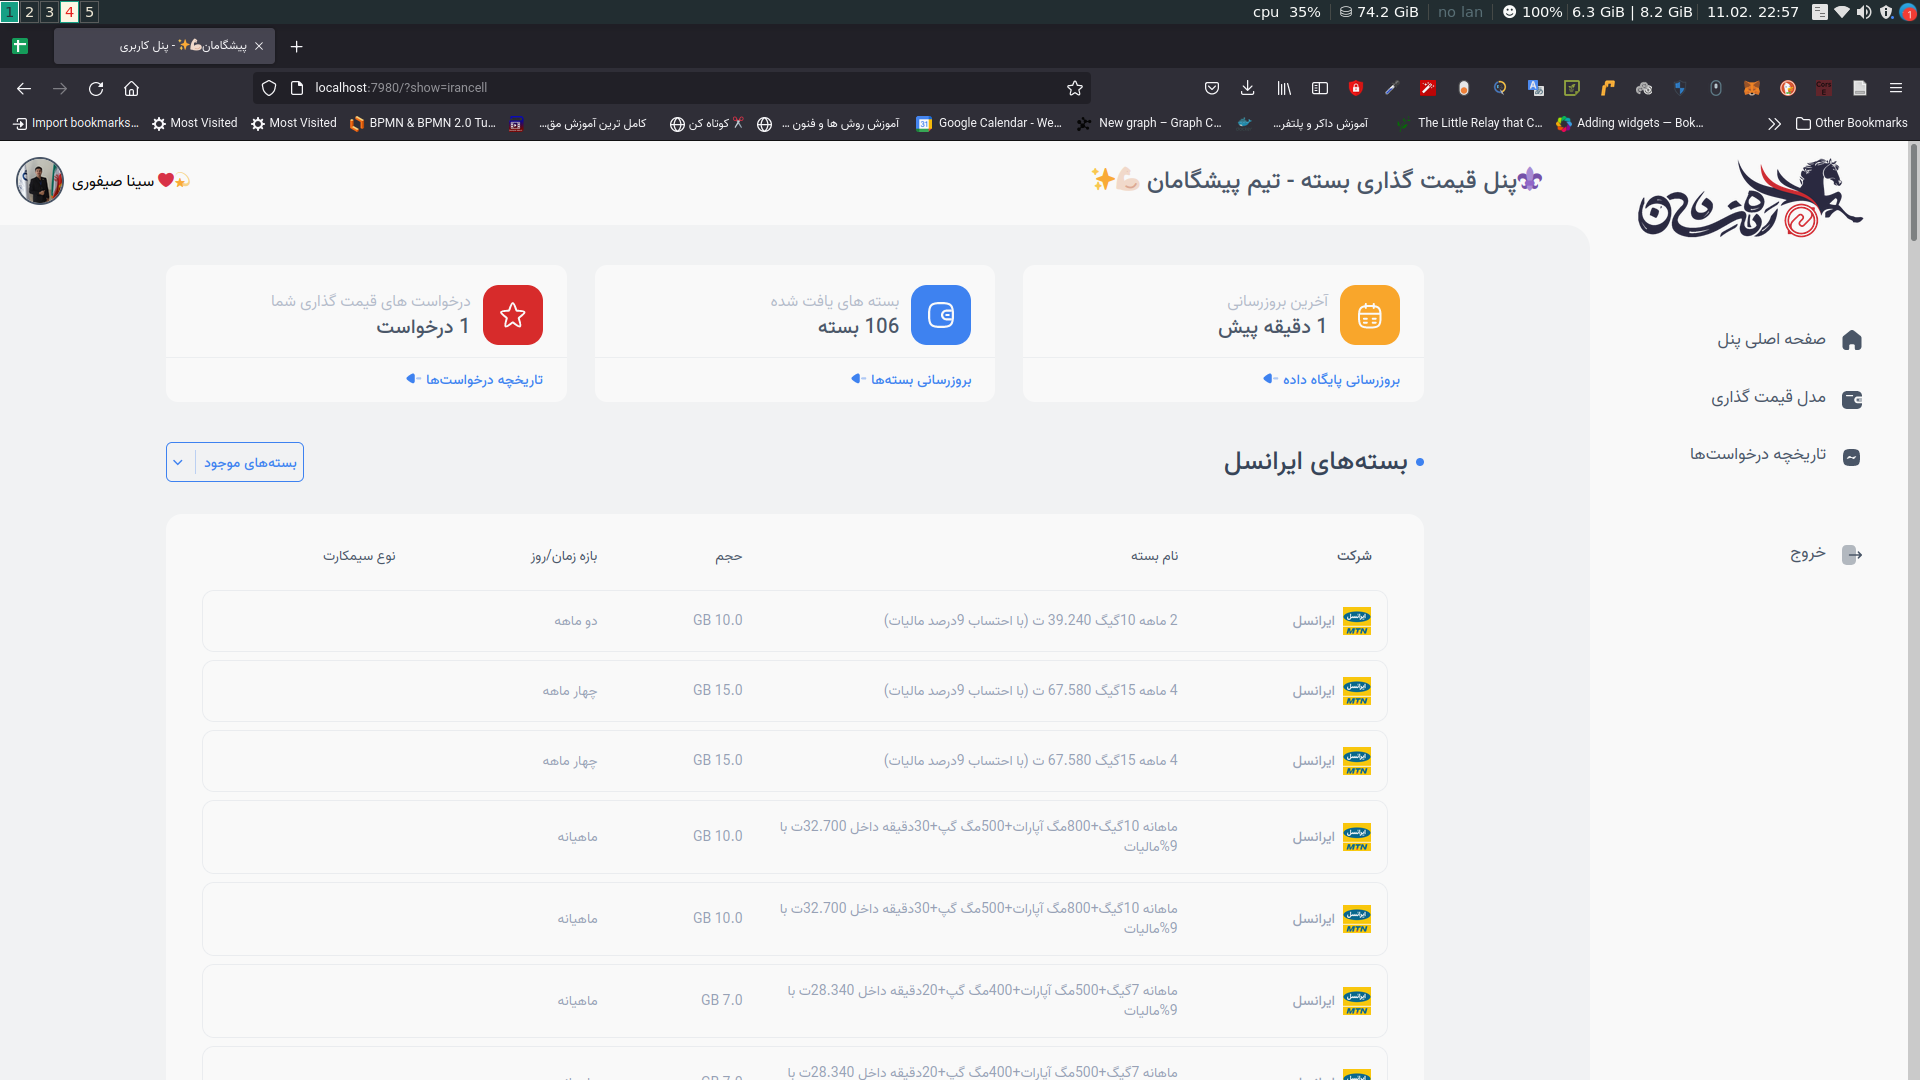 1 2 3 4 5
cpu 35% 74.2 GiB no lan 100% 6.3 GiB | 8.2 GiB 11.02. 22:57 1
پیشگامان💪🏻✨ - پنل کاربری
localhost:7980/?show=irancell
Import bookmarks... Most Visited Most Visited BPMN & BPMN 2.0 Tu... کامل ترین آموزش مق... کوتاه کن ✂️ آموزش روش ها و فنون ... Google Calendar - We... New graph – Graph C... آموزش داکر و پلتفر... The Little Relay that C... Adding widgets — Bok... Other Bookmarks
⚜️پنل قیمت گذاری بسته - تیم پیشگامان 💪🏻✨
سینا صیفوری ❤️💫
صفحه اصلی پنل
مدل قیمت گذاری
تاریخچه درخواست‌ها
خروج
آخرین بروزرسانی
1 دقیقه پیش
بروزرسانی پایگاه داده
بسته های یافت شده
106 بسته
بروزرسانی بسته‌ها
درخواست های قیمت گذاری شما
1 درخواست
تاریخچه درخواست‌ها
بسته‌های ایرانسل
بسته‌های موجود
شرکت نام بسته حجم بازه زمان/روز نوع سیمکارت
ایرانسل 2 ماهه 10گیگ 39.240 ت (با احتساب 9درصد مالیات) 10.0 GB دو ماهه
ایرانسل 4 ماهه 15گیگ 67.580 ت (با احتساب 9درصد مالیات) 15.0 GB چهار ماهه
ایرانسل 4 ماهه 15گیگ 67.580 ت (با احتساب 9درصد مالیات) 15.0 GB چهار ماهه
ایرانسل ماهانه 10گیگ+800مگ آپارات+500مگ گپ+30دقیقه داخل 32.700ت با
9%مالیات 10.0 GB ماهیانه
ایرانسل ماهانه 10گیگ+800مگ آپارات+500مگ گپ+30دقیقه داخل 32.700ت با
9%مالیات 10.0 GB ماهیانه
ایرانسل ماهانه 7گیگ+500مگ آپارات+400مگ گپ+20دقیقه داخل 28.340ت با
9%مالیات 7.0 GB ماهیانه
ماهانه 7گیگ+500مگ آپارات+400مگ گپ+20دقیقه داخل 28.340ت با